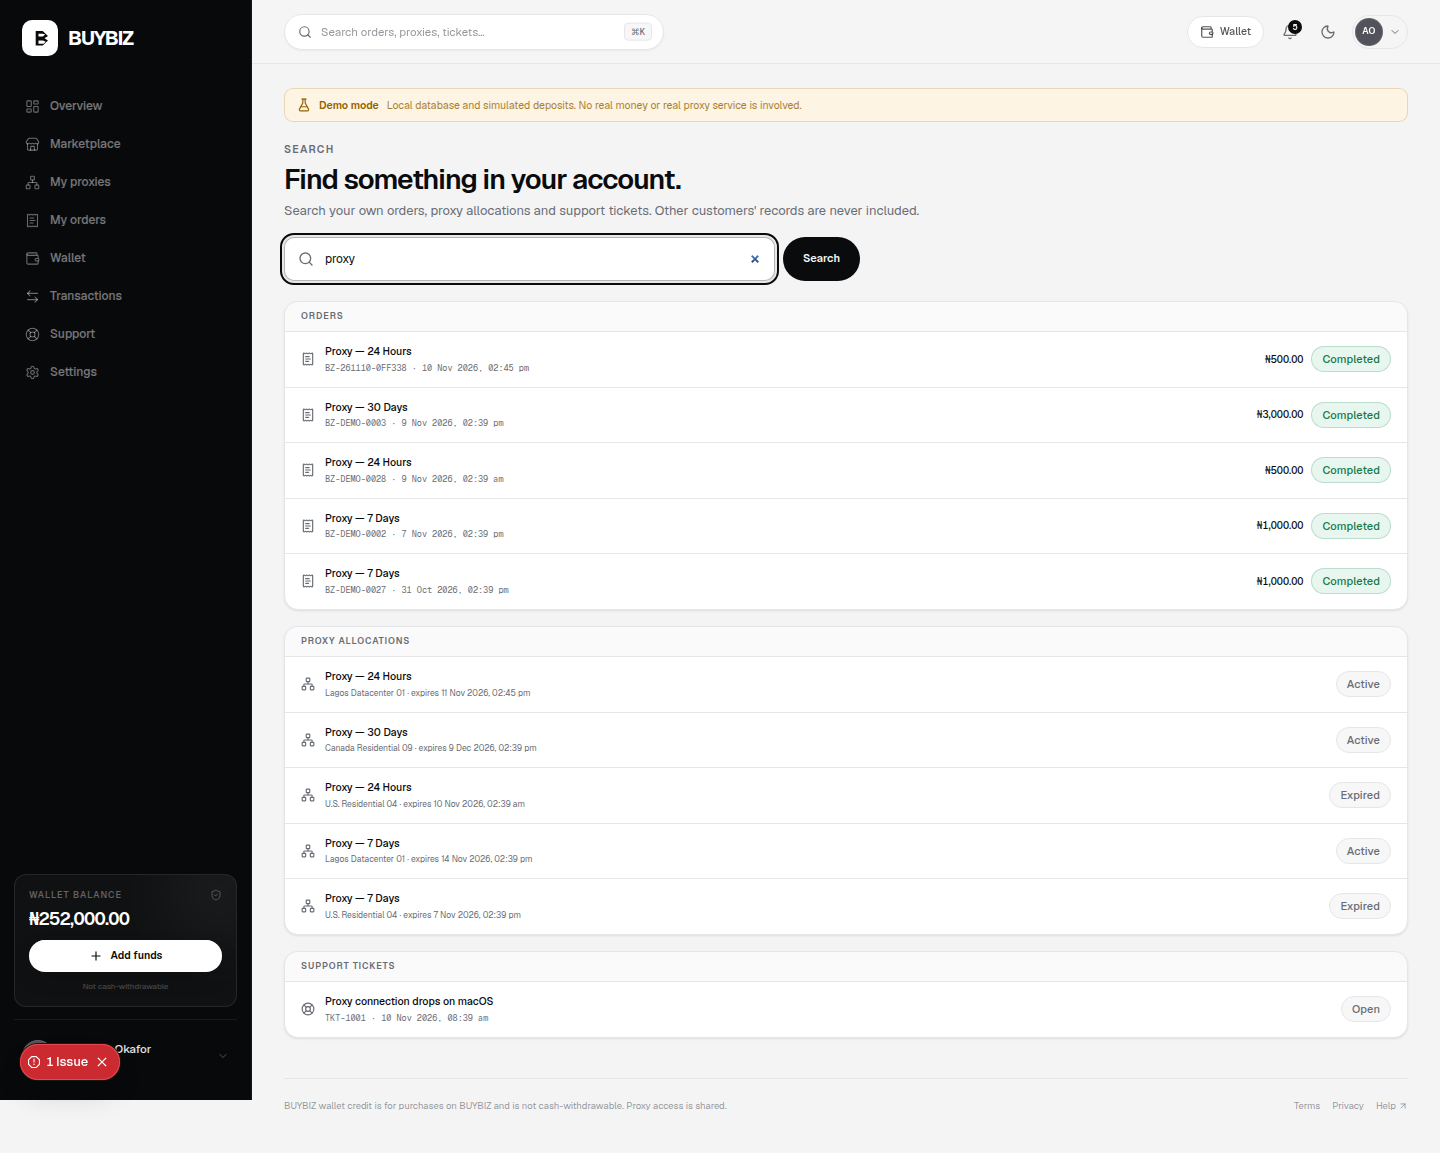 BUYBIZ
Search orders, proxies, tickets...
⌘K
Wallet
5
AO
Overview
Marketplace
My proxies
My orders
Wallet
Transactions
Support
Settings
WALLET BALANCE
₦252,000.00
Add funds
Not cash-withdrawable
Okafor
1 Issue
Demo mode Local database and simulated deposits. No real money or real proxy service is involved.
SEARCH
Find something in your account.
Search your own orders, proxy allocations and support tickets. Other customers' records are never included.
proxy
Search
ORDERS
Proxy — 24 Hours
BZ-261110-0FF338 · 10 Nov 2026, 02:45 pm
₦500.00 Completed
Proxy — 30 Days
BZ-DEMO-0003 · 9 Nov 2026, 02:39 pm
₦3,000.00 Completed
Proxy — 24 Hours
BZ-DEMO-0028 · 9 Nov 2026, 02:39 am
₦500.00 Completed
Proxy — 7 Days
BZ-DEMO-0002 · 7 Nov 2026, 02:39 pm
₦1,000.00 Completed
Proxy — 7 Days
BZ-DEMO-0027 · 31 Oct 2026, 02:39 pm
₦1,000.00 Completed
PROXY ALLOCATIONS
Proxy — 24 Hours
Lagos Datacenter 01 · expires 11 Nov 2026, 02:45 pm
Active
Proxy — 30 Days
Canada Residential 09 · expires 9 Dec 2026, 02:39 pm
Active
Proxy — 24 Hours
U.S. Residential 04 · expires 10 Nov 2026, 02:39 am
Expired
Proxy — 7 Days
Lagos Datacenter 01 · expires 14 Nov 2026, 02:39 pm
Active
Proxy — 7 Days
U.S. Residential 04 · expires 7 Nov 2026, 02:39 pm
Expired
SUPPORT TICKETS
Proxy connection drops on macOS
TKT-1001 · 10 Nov 2026, 08:39 am
Open
BUYBIZ wallet credit is for purchases on BUYBIZ and is not cash-withdrawable. Proxy access is shared.
Terms Privacy Help